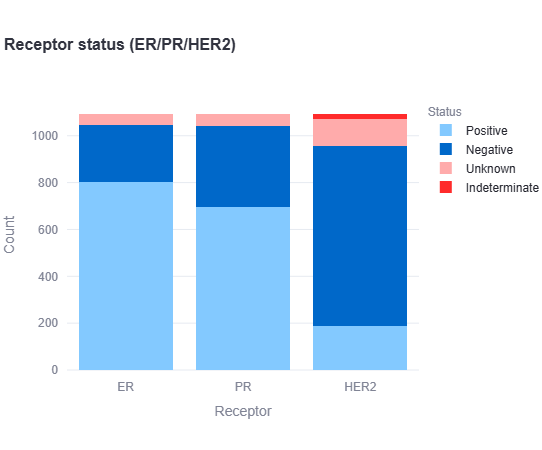 Receptor status (ER/PR/HER2)
Status
Positive
Negative
Unknown
Indeterminate
1000
800
600
400
200
0
Count
ER PR HER2
Receptor